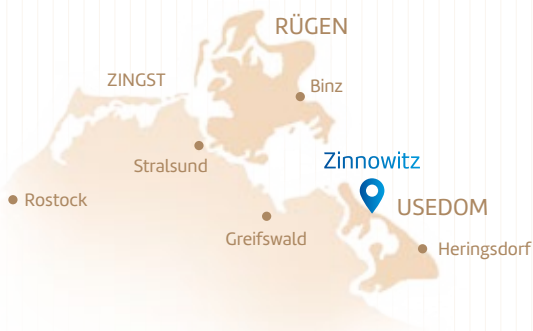 RÜGEN
ZINGST
Binz
Stralsund
Zinnowitz
Rostock
USEDOM
Greifswald
Heringsdorf